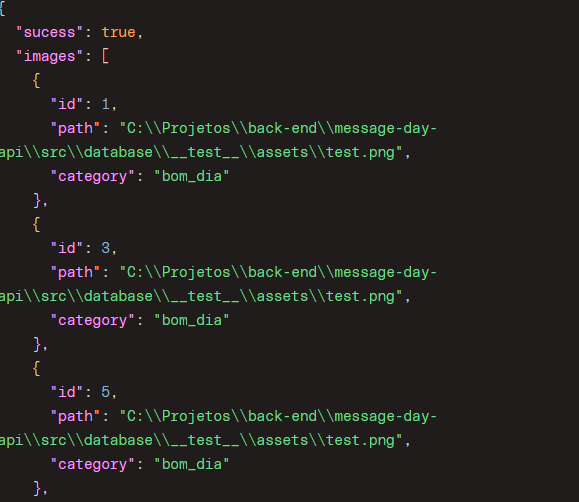 {
"sucess": true,
"images": [
{
"id": 1,
"path": "C:\\Projetos\\back-end\\message-day-
api\\src\\database\\__test__\\assets\\test.png",
"category": "bom_dia"
},
{
"id": 3,
"path": "C:\\Projetos\\back-end\\message-day-
api\\src\\database\\__test__\\assets\\test.png",
"category": "bom_dia"
},
{
"id": 5,
"path": "C:\\Projetos\\back-end\\message-day-
api\\src\\database\\__test__\\assets\\test.png",
"category": "bom_dia"
},